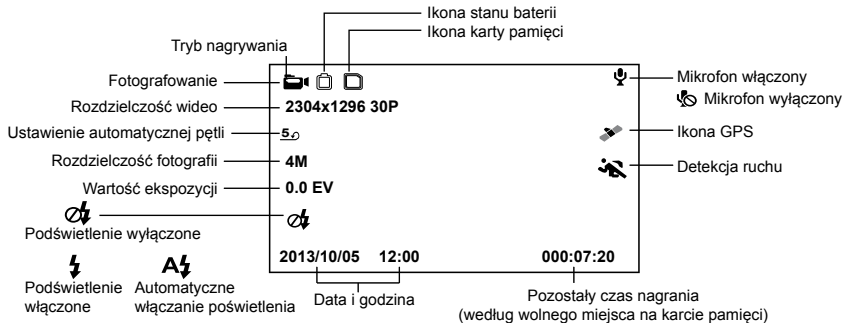 Ikona stanu baterii
Ikona karty pamięci
Tryb nagrywania
Fotografowanie
Mikrofon włączony
Mikrofon wyłączony
Rozdzielczość wideo
2304x1296 30P
Ustawienie automatycznej pętli
5
Ikona GPS
Rozdzielczość fotografii
4M
Detekcja ruchu
Wartość ekspozycji
0.0 EV
Podświetlenie wyłączone
2013/10/05 12:00 000:07:20
A
Podświetlenie
włączone
Automatyczne
włączanie poświetlenia
Data i godzina
Pozostały czas nagrania
(według wolnego miejsca na karcie pamięci)